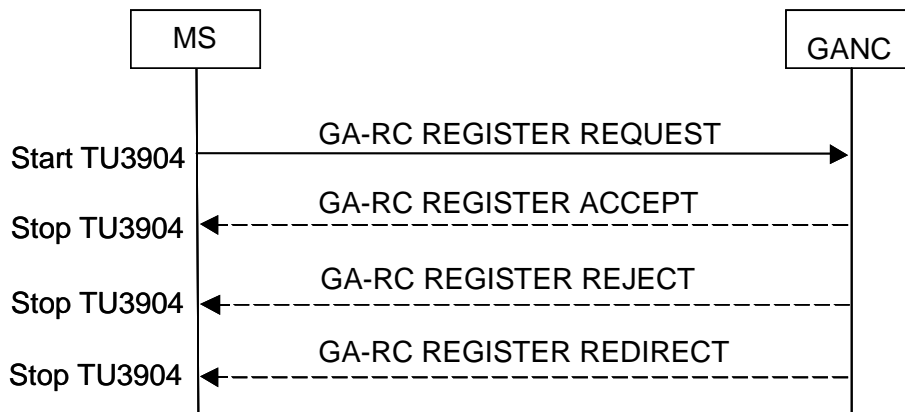 MS
GANC
GA-RC REGISTER REQUEST
Start TU3904
GA-RC REGISTER ACCEPT
Stop TU3904
GA-RC REGISTER REJECT
Stop TU3904
GA-RC REGISTER REDIRECT
Stop TU3904